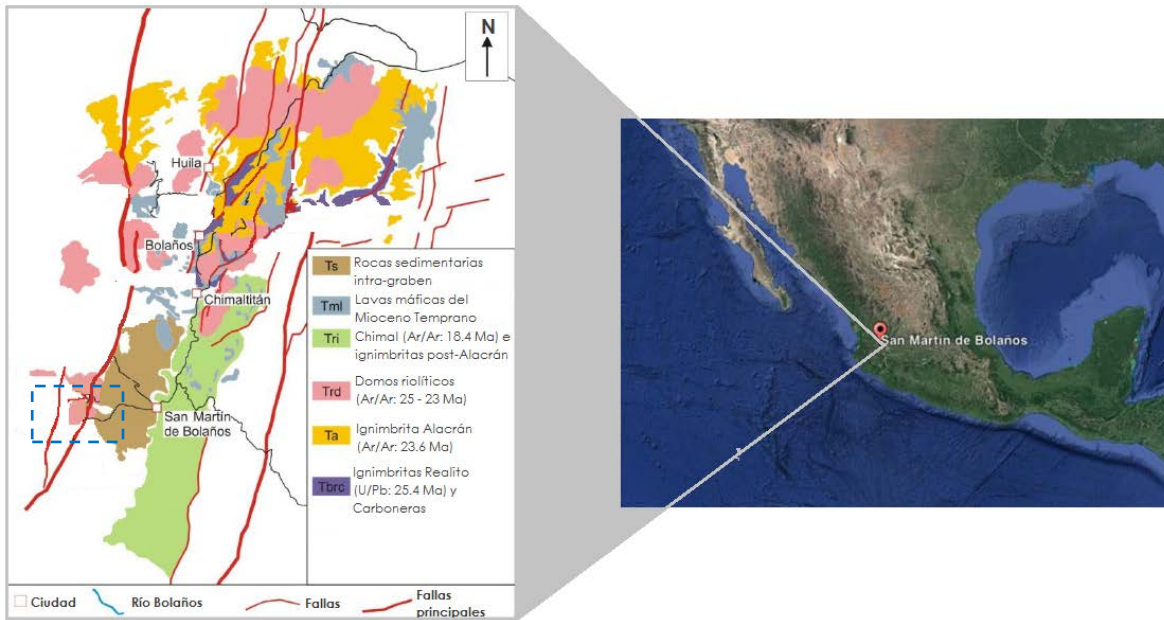 N
Huila
Bolaños
Chimaltitán
San Martín
de Bolaños
Ts Rocas sedimentarias
intra-graben
Tml Lavas máficas del
Mioceno Temprano
Tri Chimal (Ar/Ar: 18.4 Ma) e
ignimbritas post-Alacrán
Trd Domos riolíticos
(Ar/Ar: 25 - 23 Ma)
Ta Ignimbrita Alacrán
(Ar/Ar: 23.6 Ma)
Tbrc Ignimbritas Realito
(U/Pb: 25.4 Ma) y
Carboneras
Ciudad
Río Bolaños
Fallas
Fallas
principales
San Martin de Bolaños